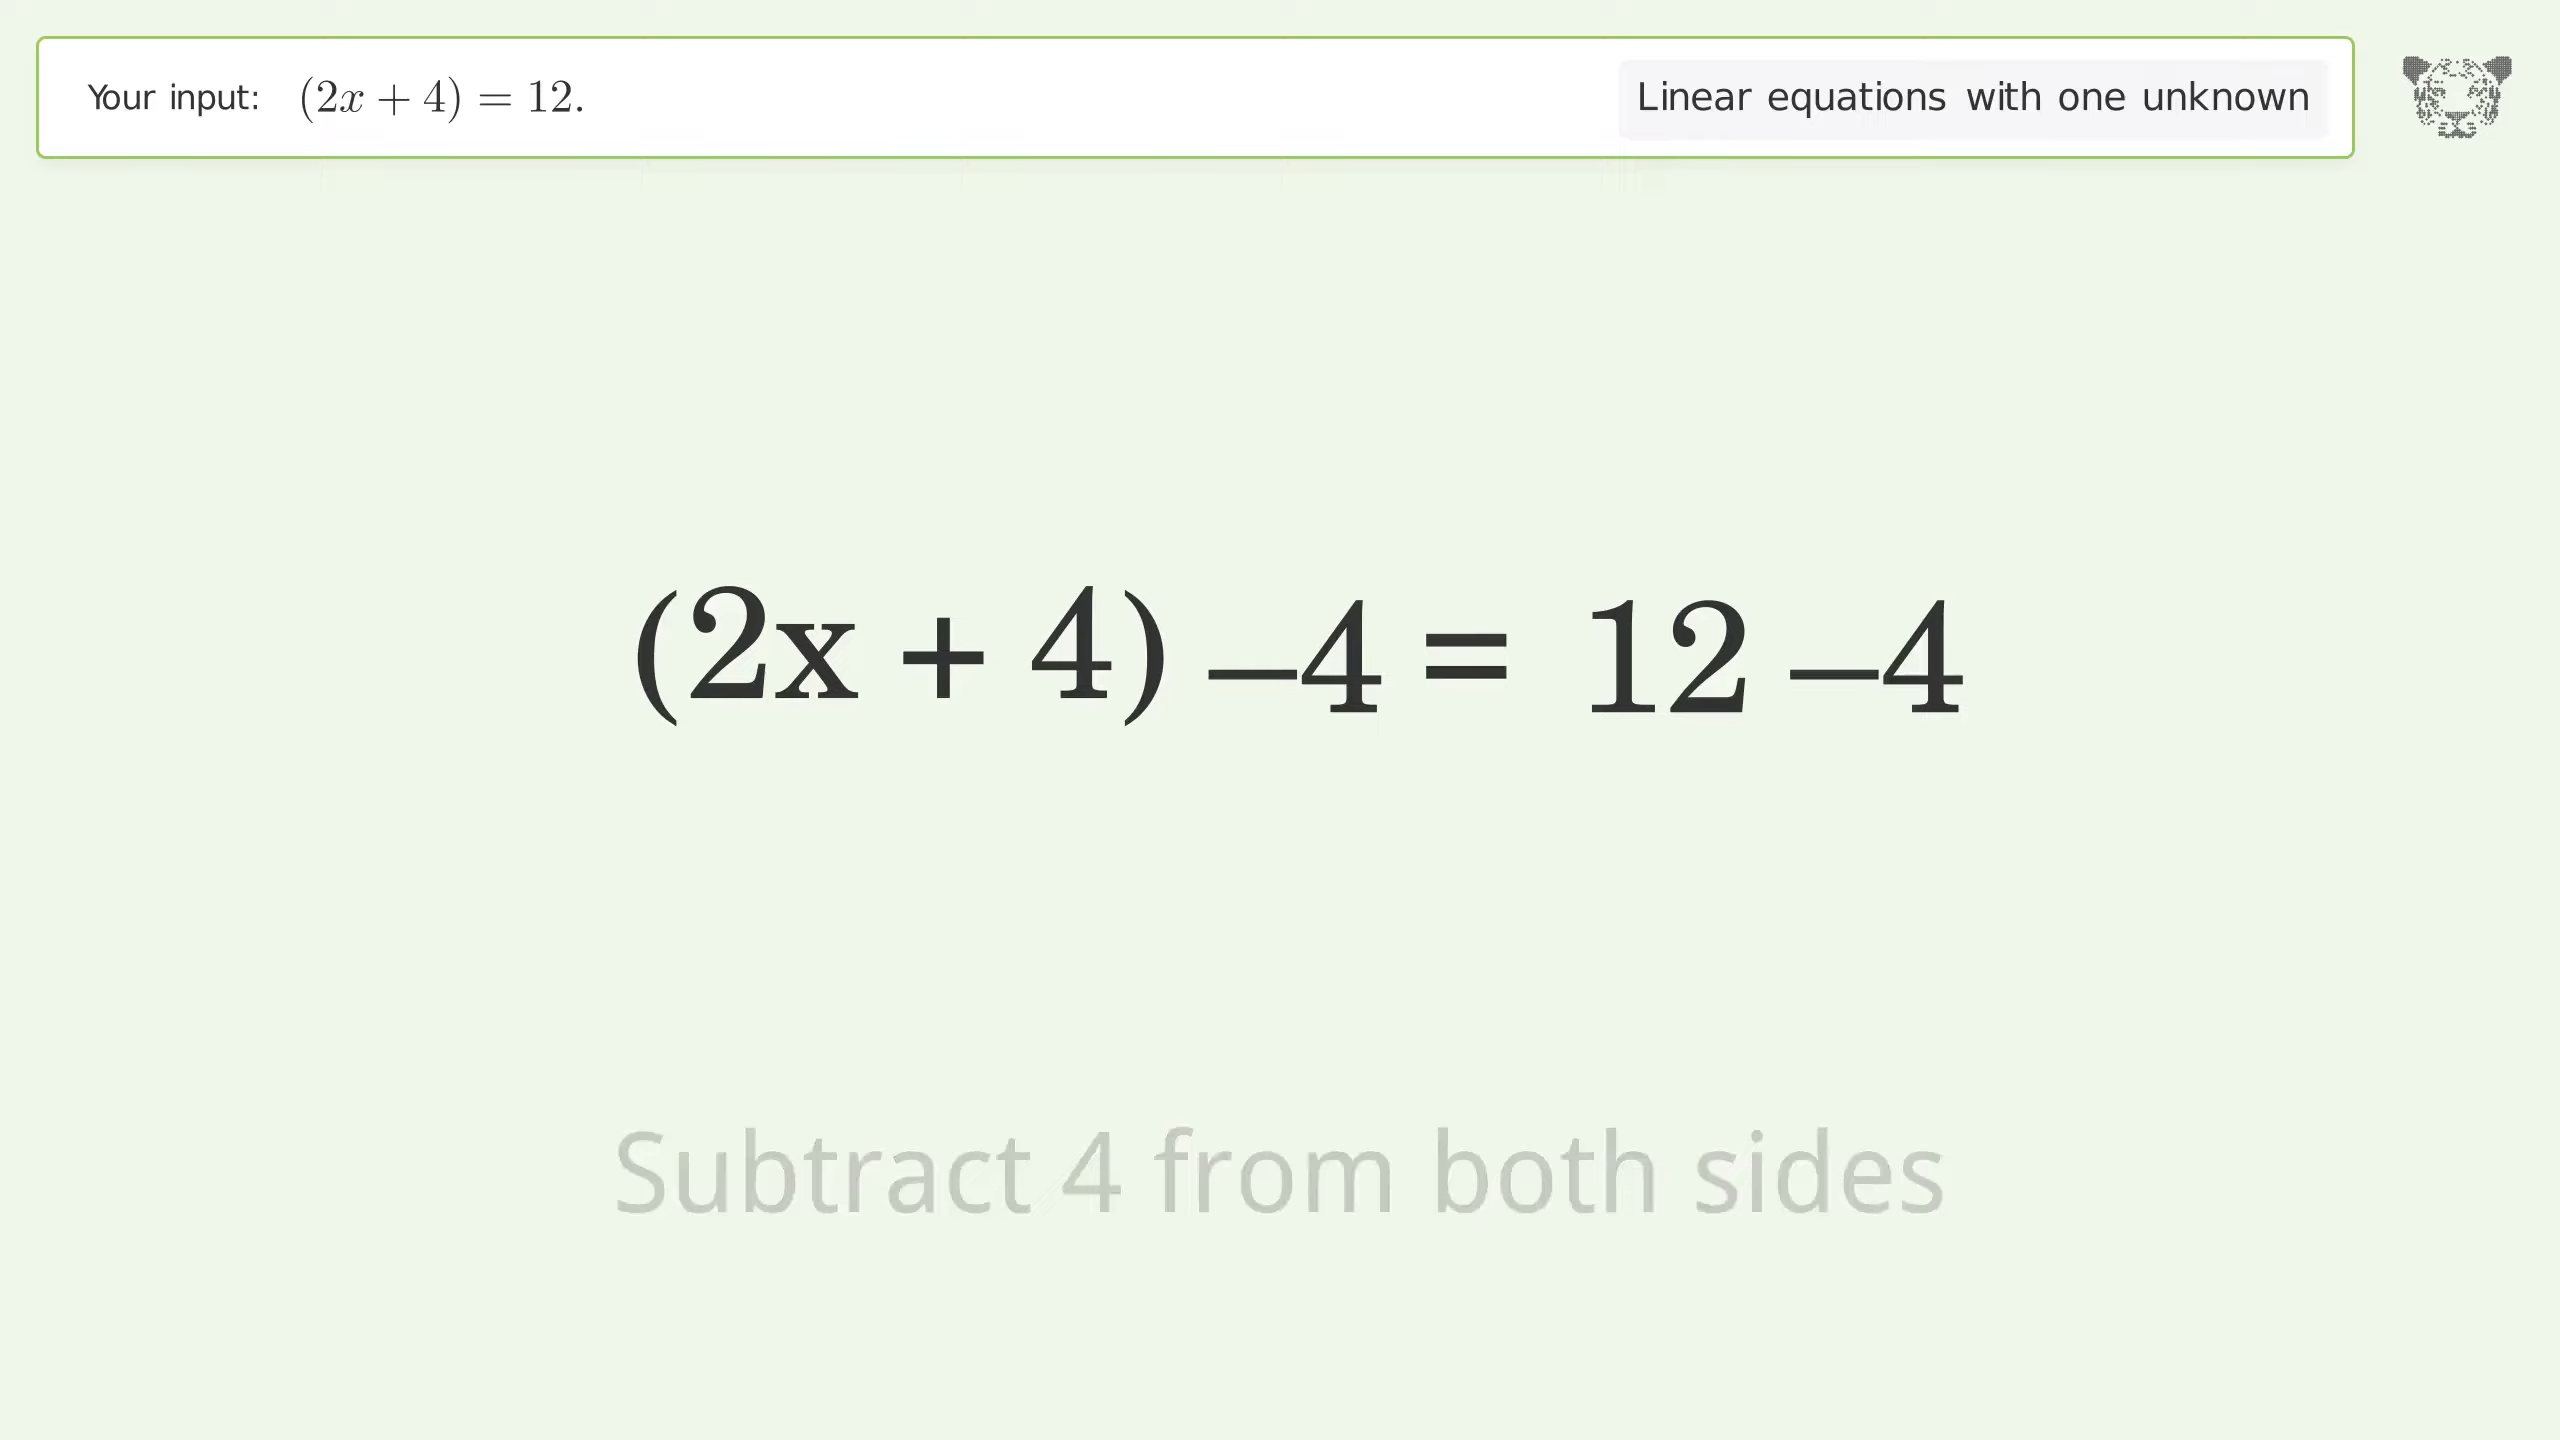 Your input: (2x + 4) = 12.
Linear equations with one unknown
(2x + 4) –4 = 12 –4
Subtract 4 from both sides